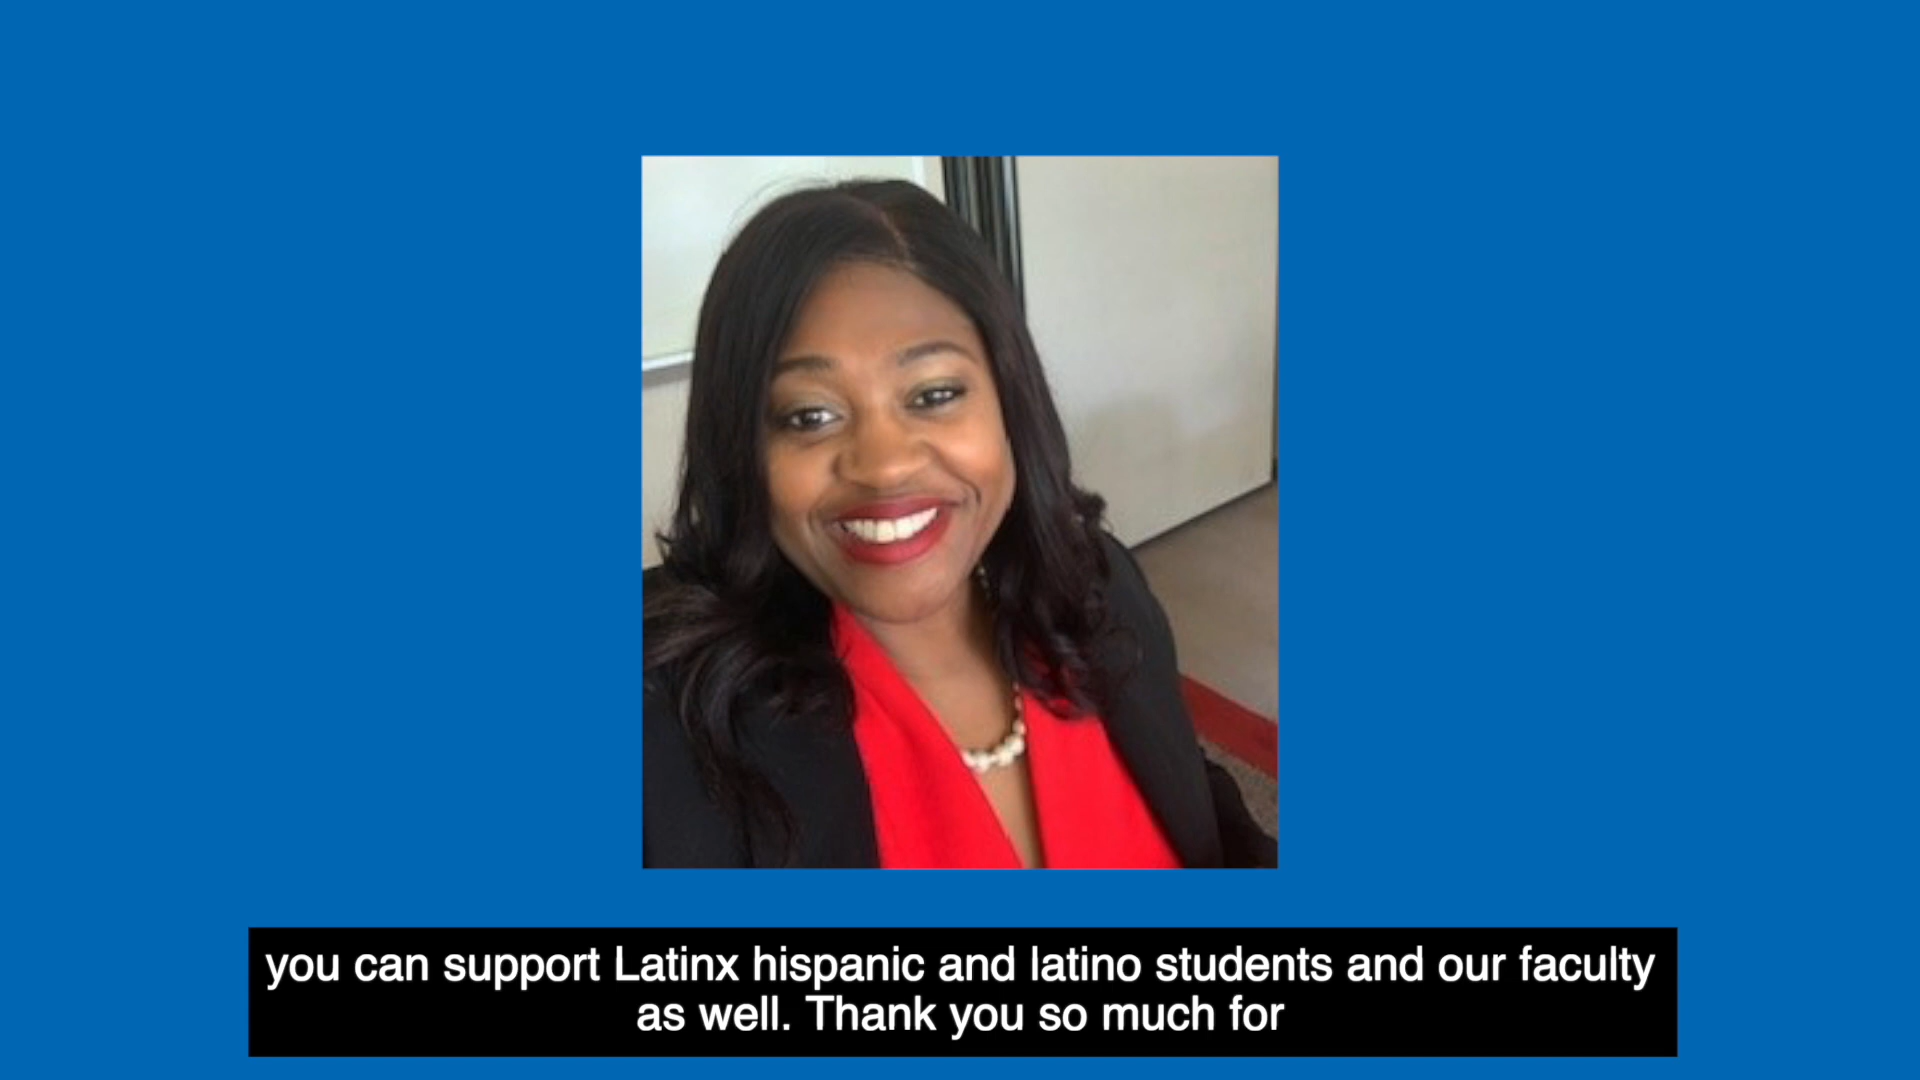 you can support Latinx hispanic and latino students and our faculty
as well. Thank you so much for